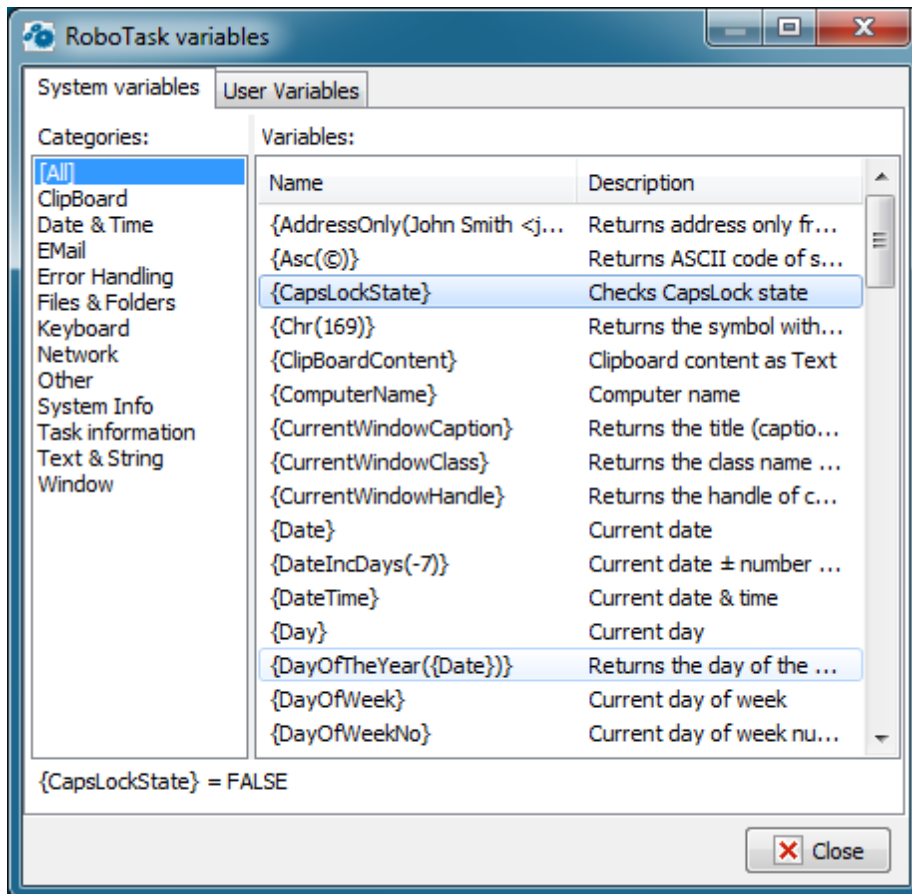 RoboTask variables
System variables User Variables
Categories:
[All]
ClipBoard
Date & Time
EMail
Error Handling
Files & Folders
Keyboard
Network
Other
System Info
Task information
Text & String
Window
Variables:
Name Description
{AddressOnly(John Smith <j... Returns address only fr...
{Asc(©)} Returns ASCII code of s...
{CapsLockState} Checks CapsLock state
{Chr(169)} Returns the symbol with...
{ClipBoardContent} Clipboard content as Text
{ComputerName} Computer name
{CurrentWindowCaption} Returns the title (captio...
{CurrentWindowClass} Returns the class name ...
{CurrentWindowHandle} Returns the handle of c...
{Date} Current date
{DateIncDays(-7)} Current date ± number ...
{DateTime} Current date & time
{Day} Current day
{DayOfTheYear({Date})} Returns the day of the ...
{DayOfWeek} Current day of week
{DayOfWeekNo} Current day of week nu...
{CapsLockState} = FALSE
Close